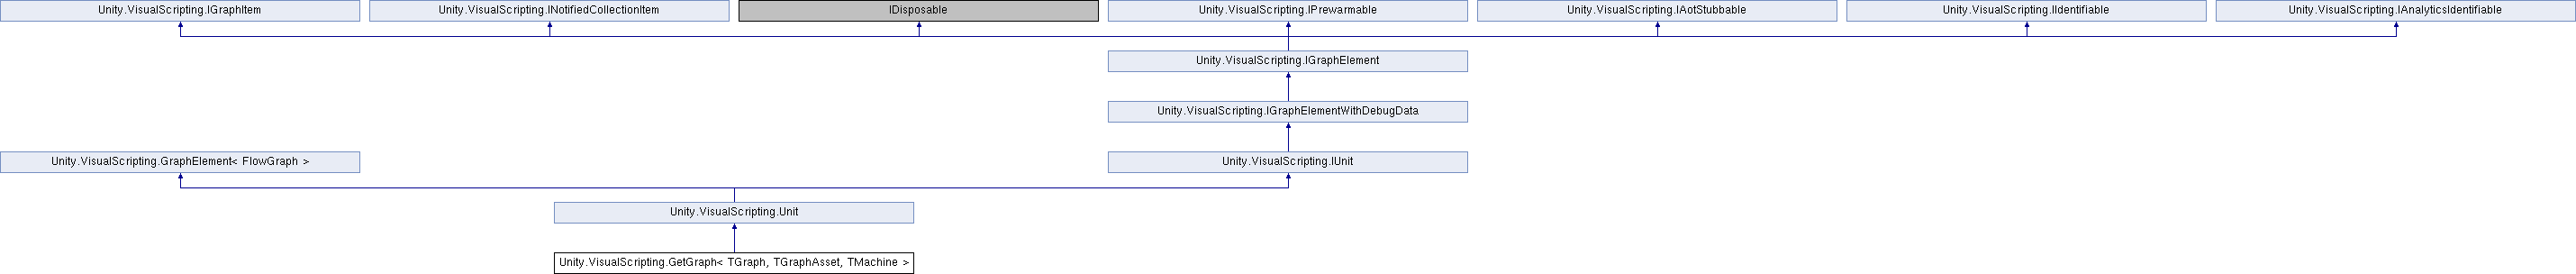 Unity.VisualScripting.IGraphItem
Unity.VisualScripting.INotifiedCollectionItem
IDisposable
Unity.VisualScripting.IPrewarmable
Unity.VisualScripting.IAotStubbable
Unity.VisualScripting.IIdentifiable
Unity.VisualScripting.IAnalyticsIdentifiable
Unity.VisualScripting.IGraphElement
Unity.VisualScripting.IGraphElementWithDebugData
Unity.VisualScripting.GraphElement< FlowGraph >
Unity.VisualScripting.IUnit
Unity.VisualScripting.Unit
Unity.VisualScripting.GetGraph< TGraph, TGraphAsset, TMachine >